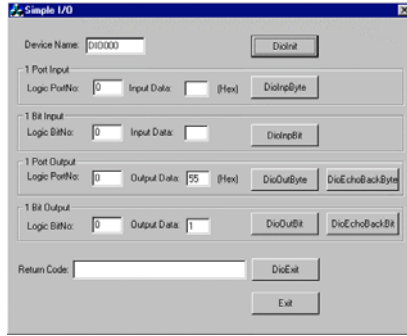 Simple I/O
Device Name: DIO000 DioInit
1 Port Input
Logic PortNo: 0 Input Data: (Hex) DioInpByte
1 Bit Input
Logic BitNo: 0 Input Data: DioInpBit
1 Port Output
Logic PortNo: 0 Output Data: 55 (Hex) DioOutByte DioEchoBackByte
1 Bit Output
Logic BitNo: 0 Output Data: 1 DioOutBit DioEchoBackBit
Return Code: DioExit
Exit